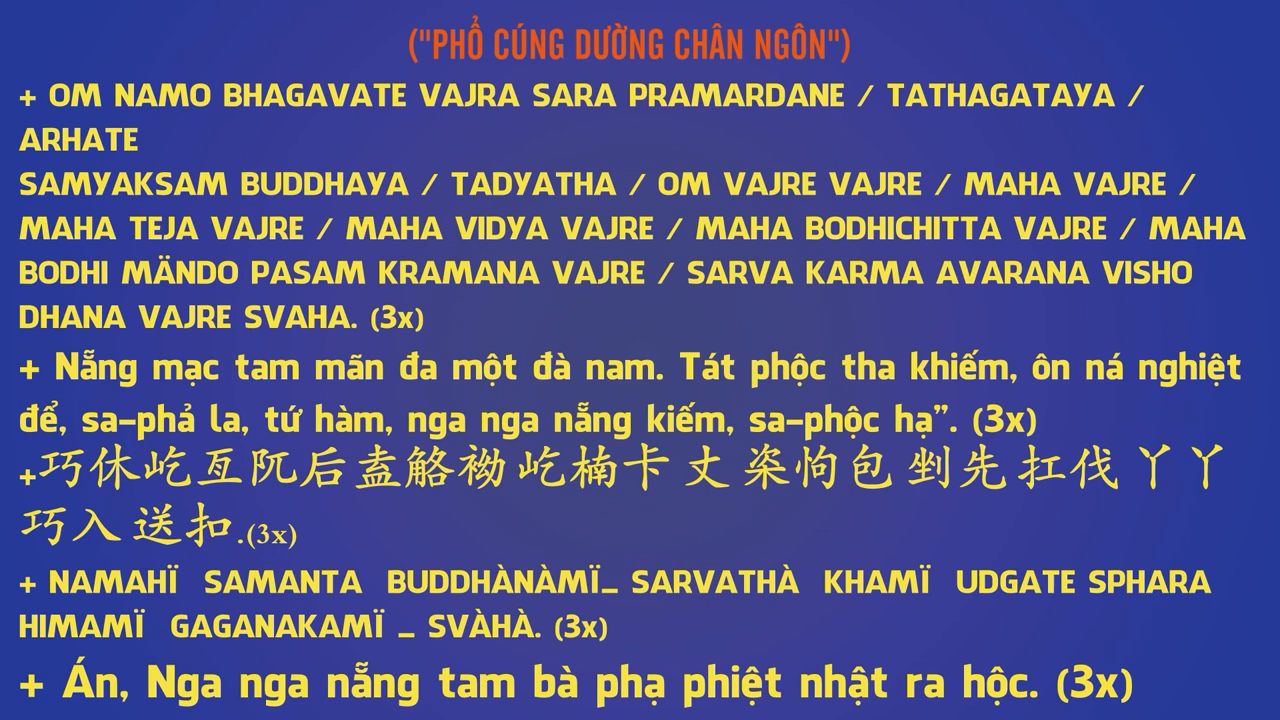 ("PHỔ CÚNG DƯỜNG CHÂN NGÔN")
+ OM NAMO BHAGAVATE VAJRA SARA PRAMARDANE / TATHAGATAYA /
ARHATE
SAMYAKSAM BUDDHAYA / TADYATHA / OM VAJRE VAJRE / MAHA VAJRE /
MAHA TEJA VAJRE / MAHA VIDYA VAJRE / MAHA BODHICHITTA VAJRE / MAHA
BODHI MÄNDO PASAM KRAMANA VAJRE / SARVA KARMA AVARANA VISHO
DHANA VAJRE SVAHA. (3x)
+ Nẵng mạc tam mãn đa một đà nam. Tát phộc tha khiếm, ôn ná nghiệt
để, sa-phả la, tứ hàm, nga nga nẵng kiếm, sa-phộc hạ”. (3x)
+巧休屹亙阮后盍觡袎 屹楠卡 丈 桼怐包 剉先 扛伐 丫丫
巧入 送扣.(3x)
+ NAMAHÏ SAMANTA BUDDHÀNÀMÏ_ SARVATHÀ KHAMÏ UDGATE SPHARA
HIMAMÏ GAGANAKAMÏ _ SVÀHÀ. (3x)
+ Án, Nga nga nẵng tam bà phạ phiệt nhật ra hộc. (3x)